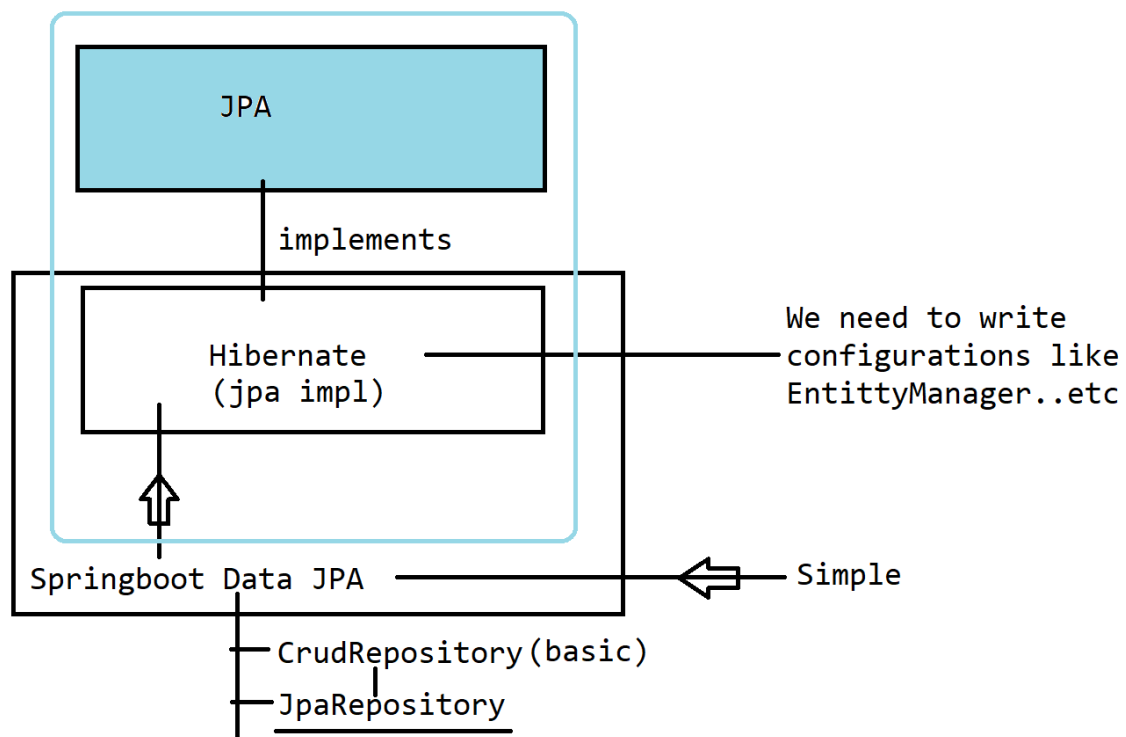 JPA
implements
Hibernate
(jpa impl)
We need to write
configurations like
EntittyManager..etc
Springboot Data JPA
Simple
CrudRepository(basic)
JpaRepository